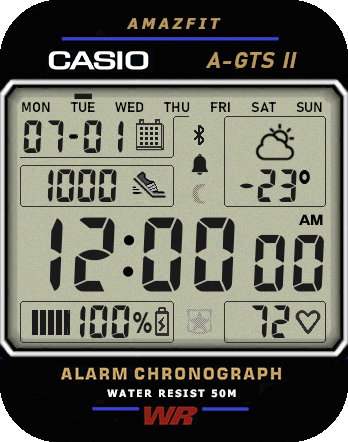 AMAZFIT
CASIO A-GTS II
MON TUE WED THU FRI SAT SUN
07-01
1000 -23°
AM
12:00 00
100% 72
ALARM CHRONOGRAPH
WATER RESIST 50M
WR